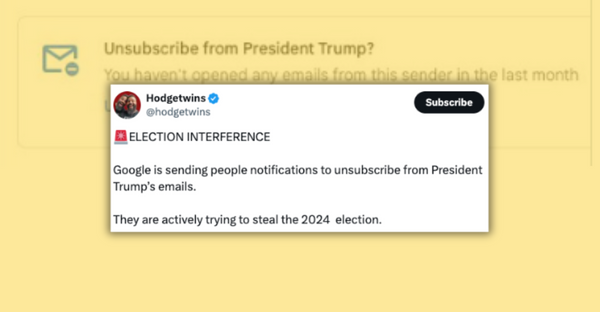 Unsubscribe from President Trump?
You haven't opened any emails from this sender in the last month
Hodgetwins
@hodgetwins
Subscribe
🚨ELECTION INTERFERENCE
Google is sending people notifications to unsubscribe from President
Trump's emails.
They are actively trying to steal the 2024 election.